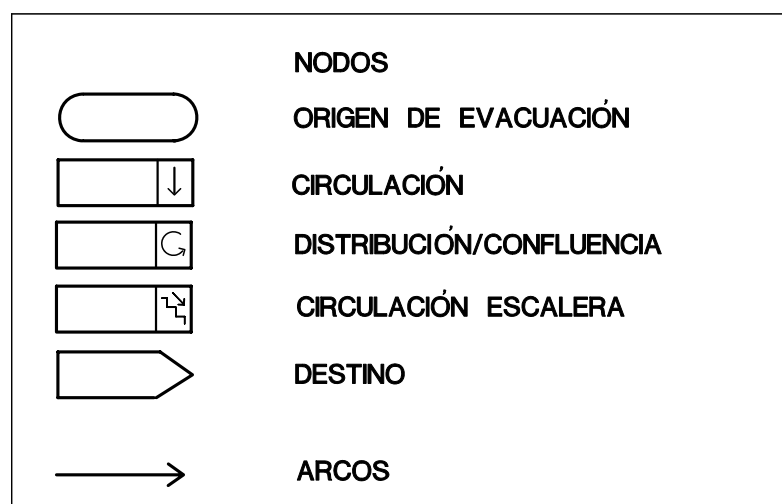 NODOS
ORIGEN DE EVACUACIÓN
CIRCULACIÓN
DISTRIBUCIÓN/CONFLUENCIA
CIRCULACIÓN ESCALERA
DESTINO
ARCOS